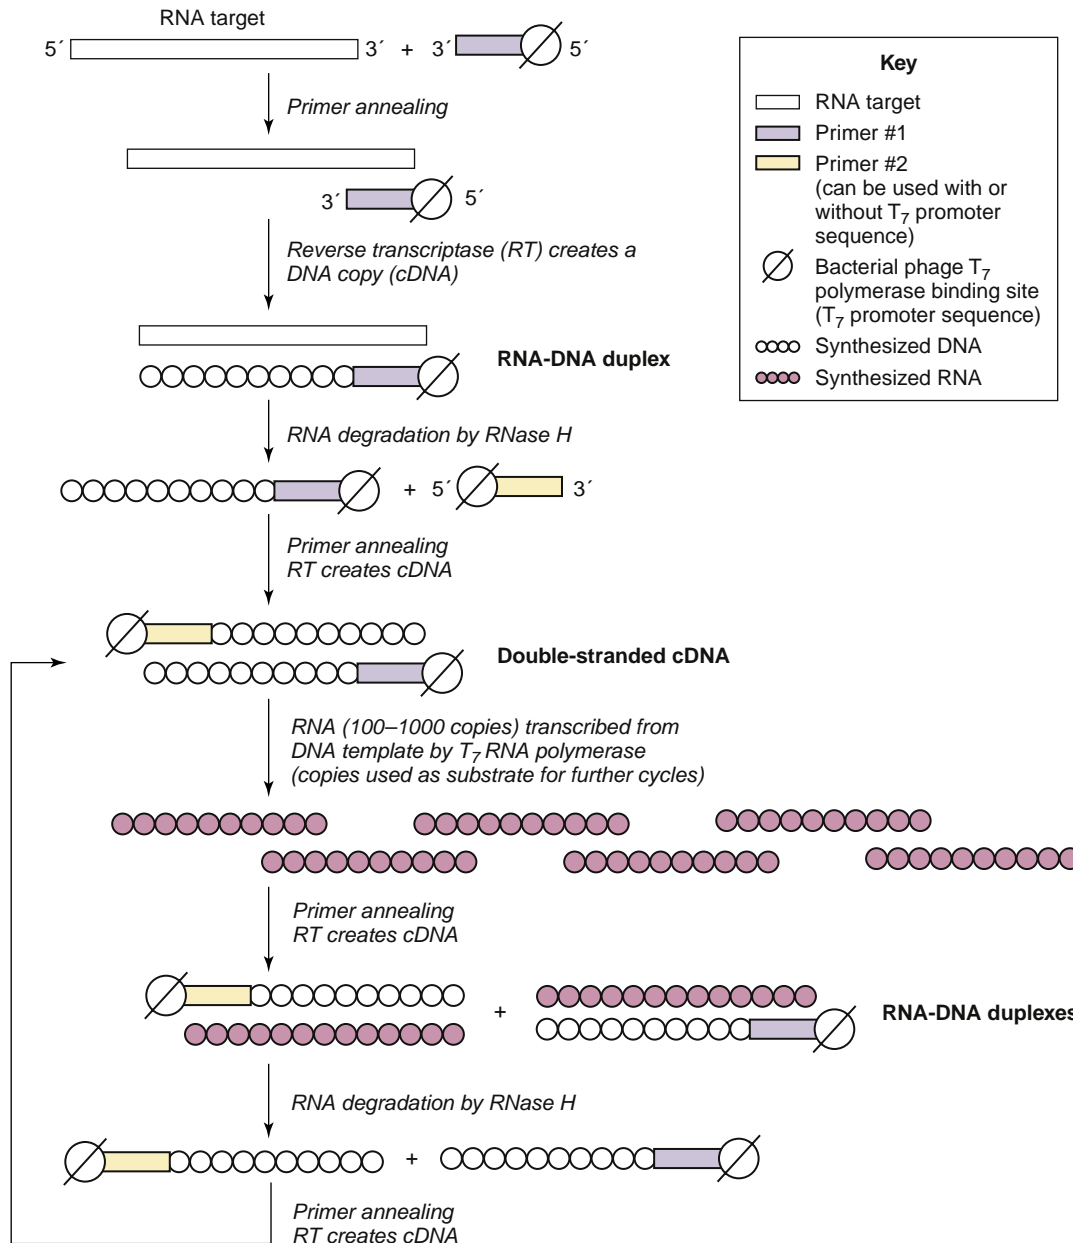 RNA target
5´ 3´ + 3´ 5´
Primer annealing
3´ 5´
Reverse transcriptase (RT) creates a
DNA copy (cDNA)
RNA-DNA duplex
RNA degradation by RNase H
+ 5´ 3´
Primer annealing
RT creates cDNA
Double-stranded cDNA
RNA (100–1000 copies) transcribed from
DNA template by T7 RNA polymerase
(copies used as substrate for further cycles)
Primer annealing
RT creates cDNA
+
RNA-DNA duplexes
RNA degradation by RNase H
+
Primer annealing
RT creates cDNA
Key
RNA target
Primer #1
Primer #2
(can be used with or
without T7 promoter
sequence)
Bacterial phage T7
polymerase binding site
(T7 promoter sequence)
Synthesized DNA
Synthesized RNA